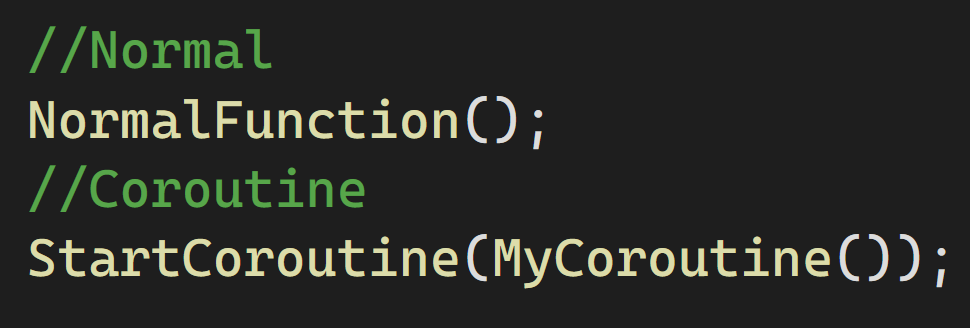 //Normal
NormalFunction();
//Coroutine
StartCoroutine(MyCoroutine());